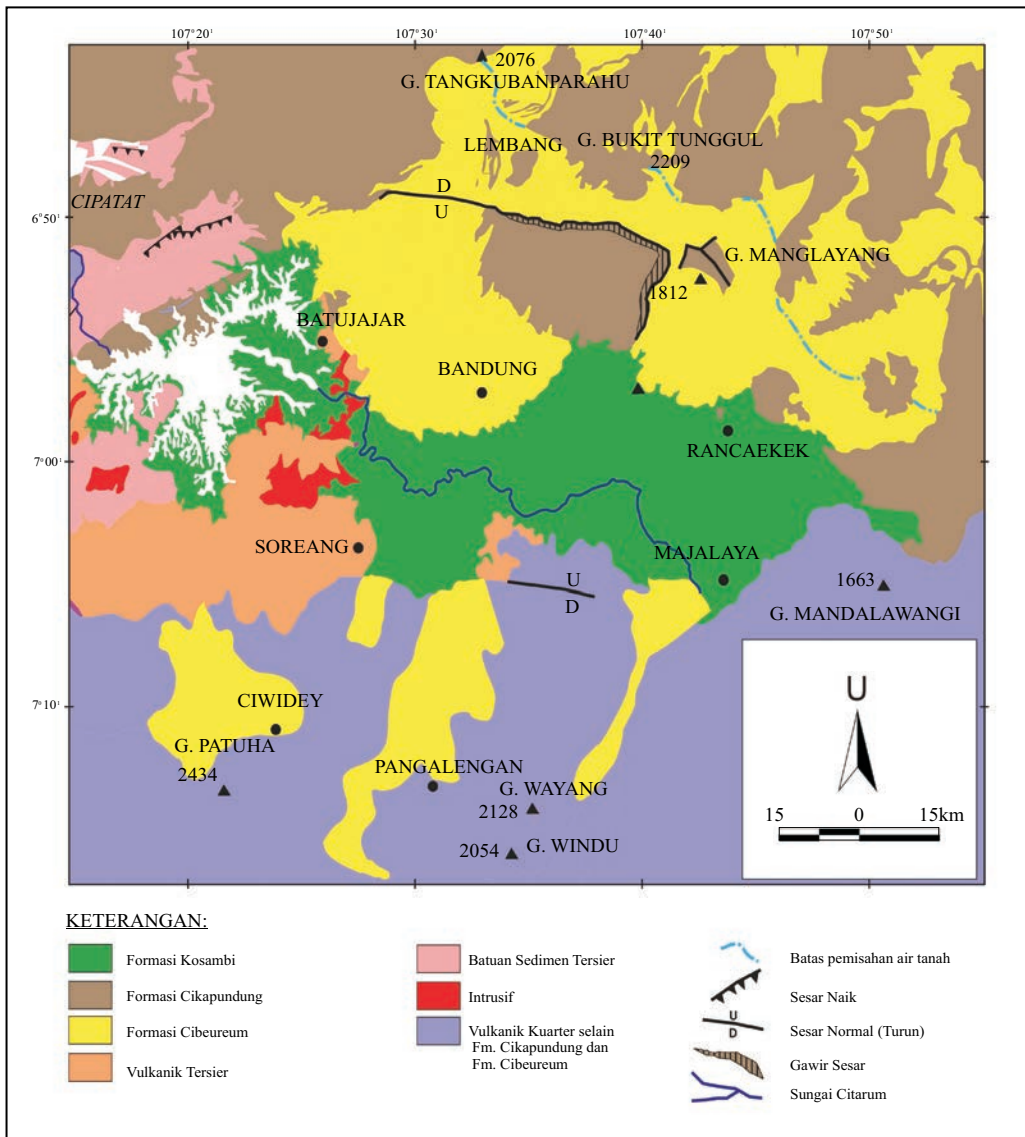 107°20' 107°30' 107°40' 107°50'
2076
G. TANGKUBANPARAHU
LEMBANG
G. BUKIT TUNGGUL
2209
CIPATAT
D
U
6°50'
G. MANGLAYANG
1812
BATUJAJAR
BANDUNG
RANCAEKEK
7°00'
SOREANG
MAJALAYA
U
D
1663
G. MANDALAWANGI
CIWIDEY
7°10'
G. PATUHA
2434
PANGALENGAN
G. WAYANG
2128
2054 G. WINDU
U
15 0 15km
KETERANGAN:
Formasi Kosambi
Formasi Cikapundung
Formasi Cibeureum
Vulkanik Tersier
Batuan Sedimen Tersier
Intrusif
Vulkanik Kuarter selain
Fm. Cikapundung dan
Fm. Cibeureum
Batas pemisahan air tanah
Sesar Naik
U
D
Sesar Normal (Turun)
Gawir Sesar
Sungai Citarum